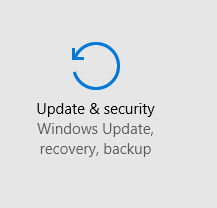 Update & security
Windows Update,
recovery, backup